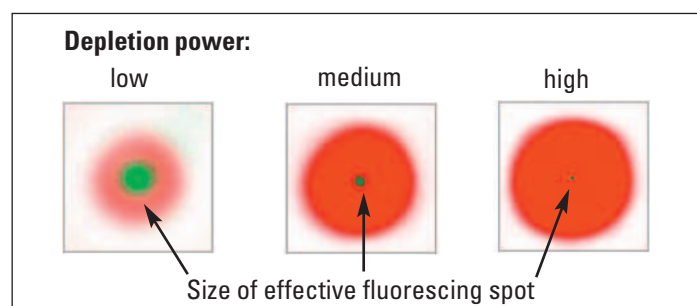 Depletion power:
low medium high
Size of effective fluorescing spot